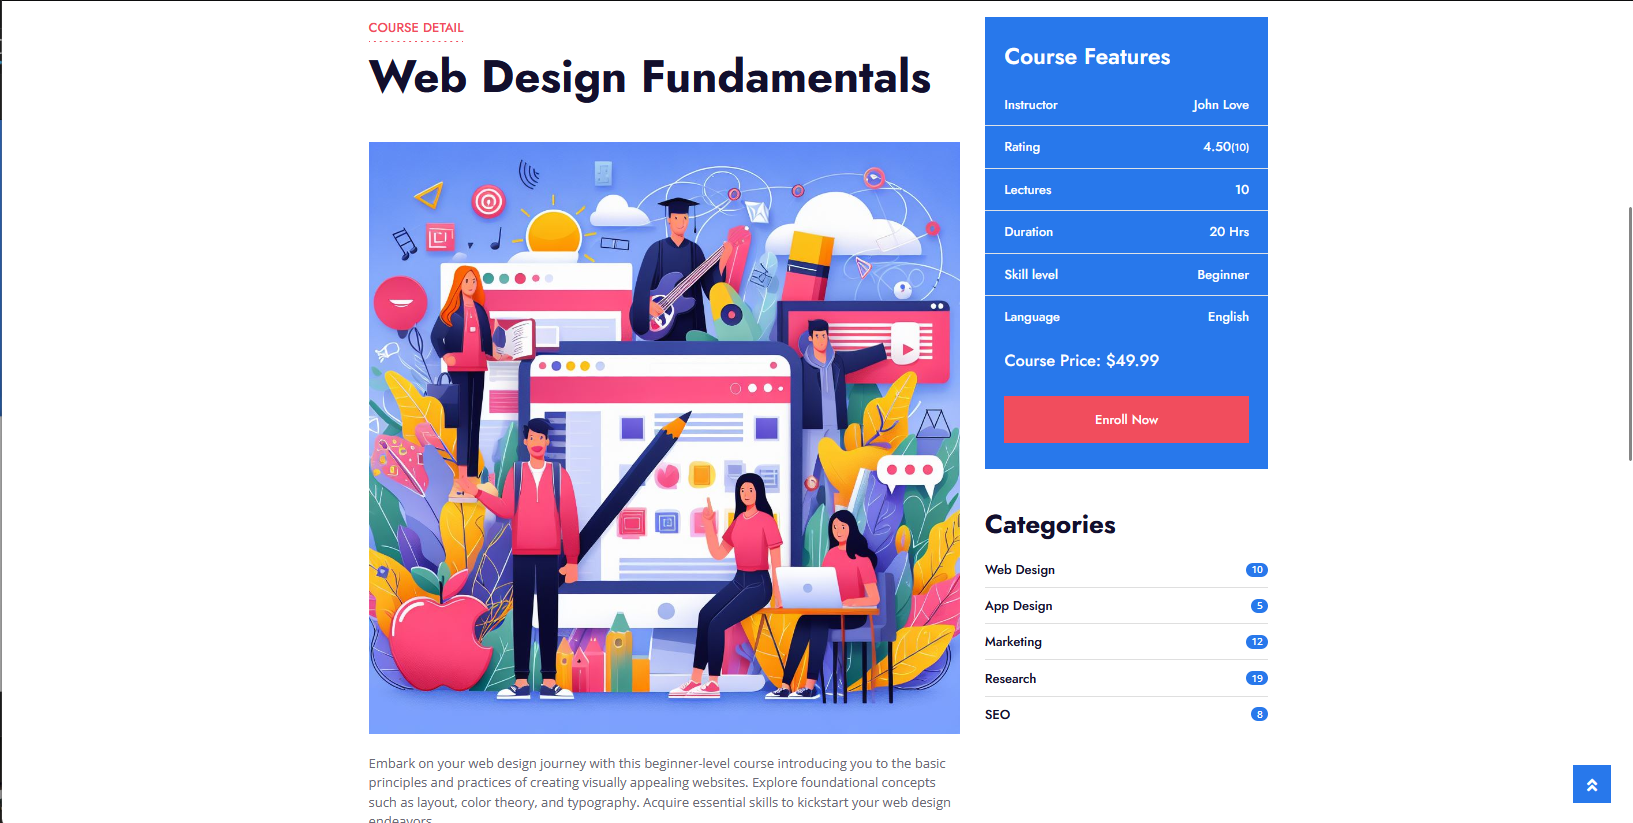 COURSE DETAIL
Web Design Fundamentals
Embark on your web design journey with this beginner-level course introducing you to the basic
principles and practices of creating visually appealing websites. Explore foundational concepts
such as layout, color theory, and typography. Acquire essential skills to kickstart your web design
endeavors.
Course Features
Instructor John Love
Rating 4.50(10)
Lectures 10
Duration 20 Hrs
Skill level Beginner
Language English
Course Price: $49.99
Enroll Now
Categories
Web Design 10
App Design 5
Marketing 12
Research 19
SEO 8